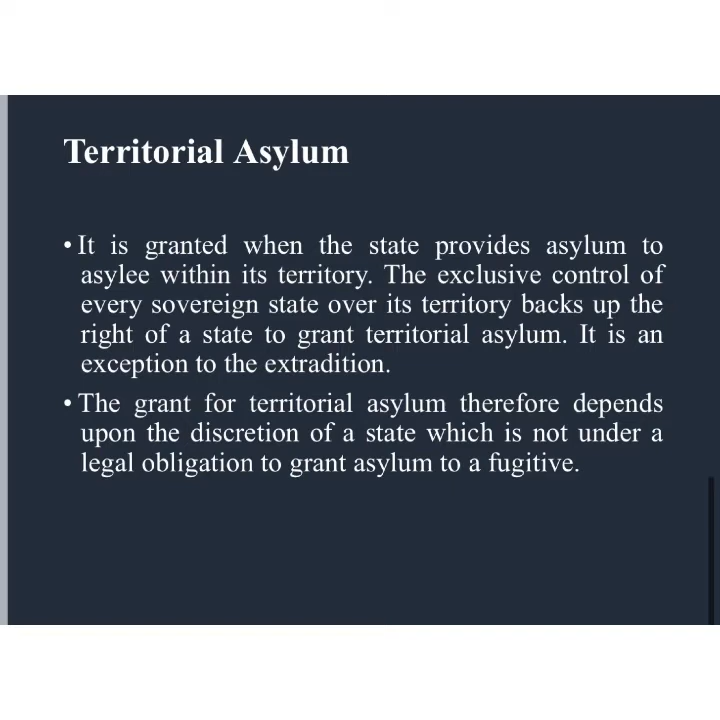 Territorial Asylum
• It is granted when the state provides asylum to
asylee within its territory. The exclusive control of
every sovereign state over its territory backs up the
right of a state to grant territorial asylum. It is an
exception to the extradition.
• The grant for territorial asylum therefore depends
upon the discretion of a state which is not under a
legal obligation to grant asylum to a fugitive.